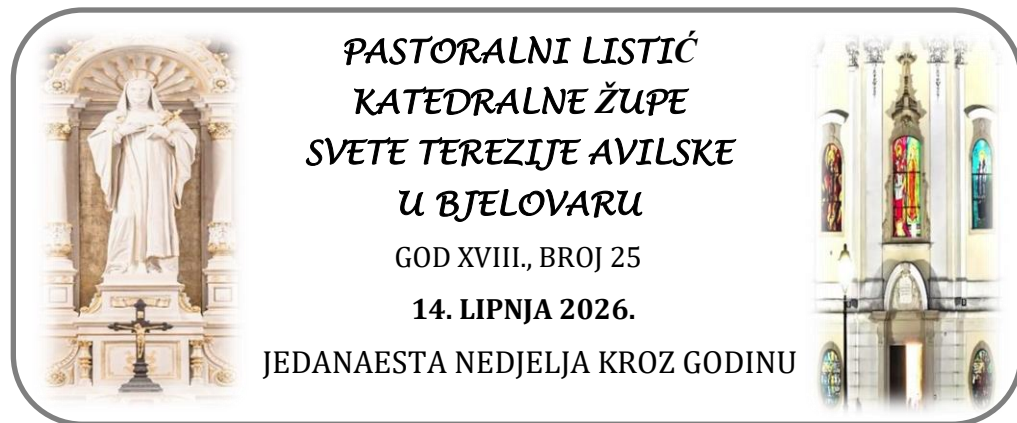 PASTORALNI LISTIĆ
KATEDRALNE ŽUPE
SVETE TEREZIJE AVILSKE
U BJELOVARU
GOD XVIII., BROJ 25
14. LIPNJA 2026.
JEDANAESTA NEDJELJA KROZ GODINU